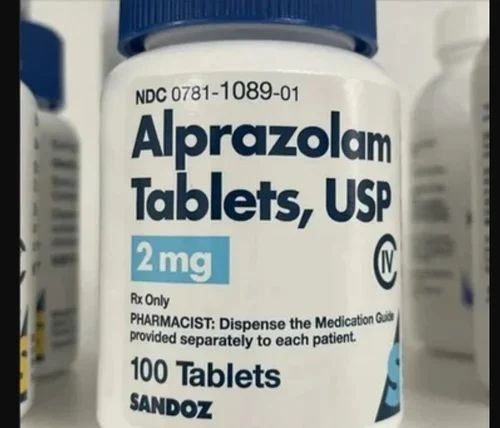 NDC 0781-1089-01
Alprazolam
Tablets, USP
2 mg
CIV
Rx Only
PHARMACIST: Dispense the Medication Guide
provided separately to each patient.
100 Tablets
SANDOZ
S